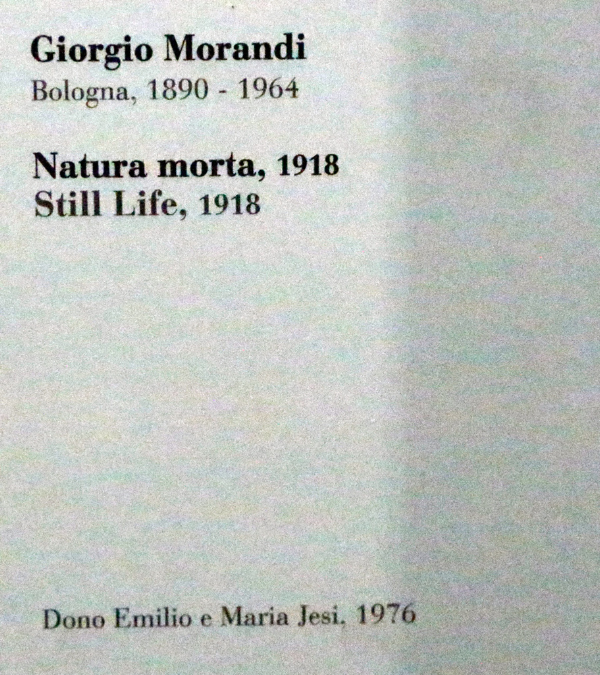 Giorgio Morandi
Bologna, 1890 - 1964
Natura morta, 1918
Still Life, 1918
Dono Emilio e Maria Jesi, 1976